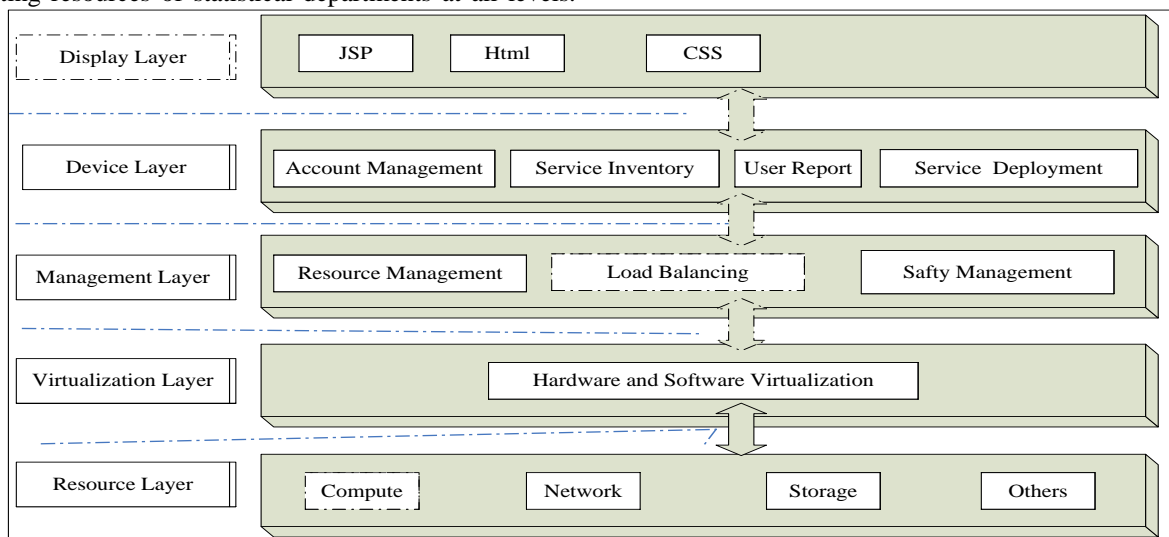 ting resources of statistical departments at all levels.
Display Layer
JSP
Html
CSS
Device Layer
Account Management
Service Inventory
User Report
Service Deployment
Management Layer
Resource Management
Load Balancing
Safty Management
Virtualization Layer
Hardware and Software Virtualization
Resource Layer
Compute
Network
Storage
Others